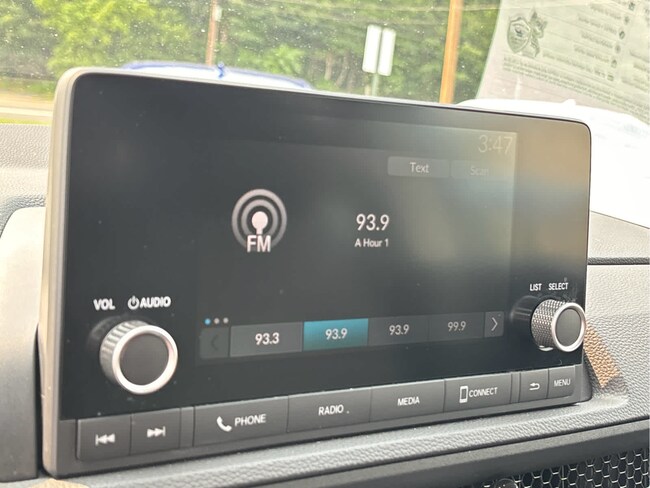 3:47
Text Scan
FM
93.9
A Hour 1
VOL AUDIO
LIST SELECT
93.3 93.9 93.9 99.9
PHONE RADIO MEDIA CONNECT MENU